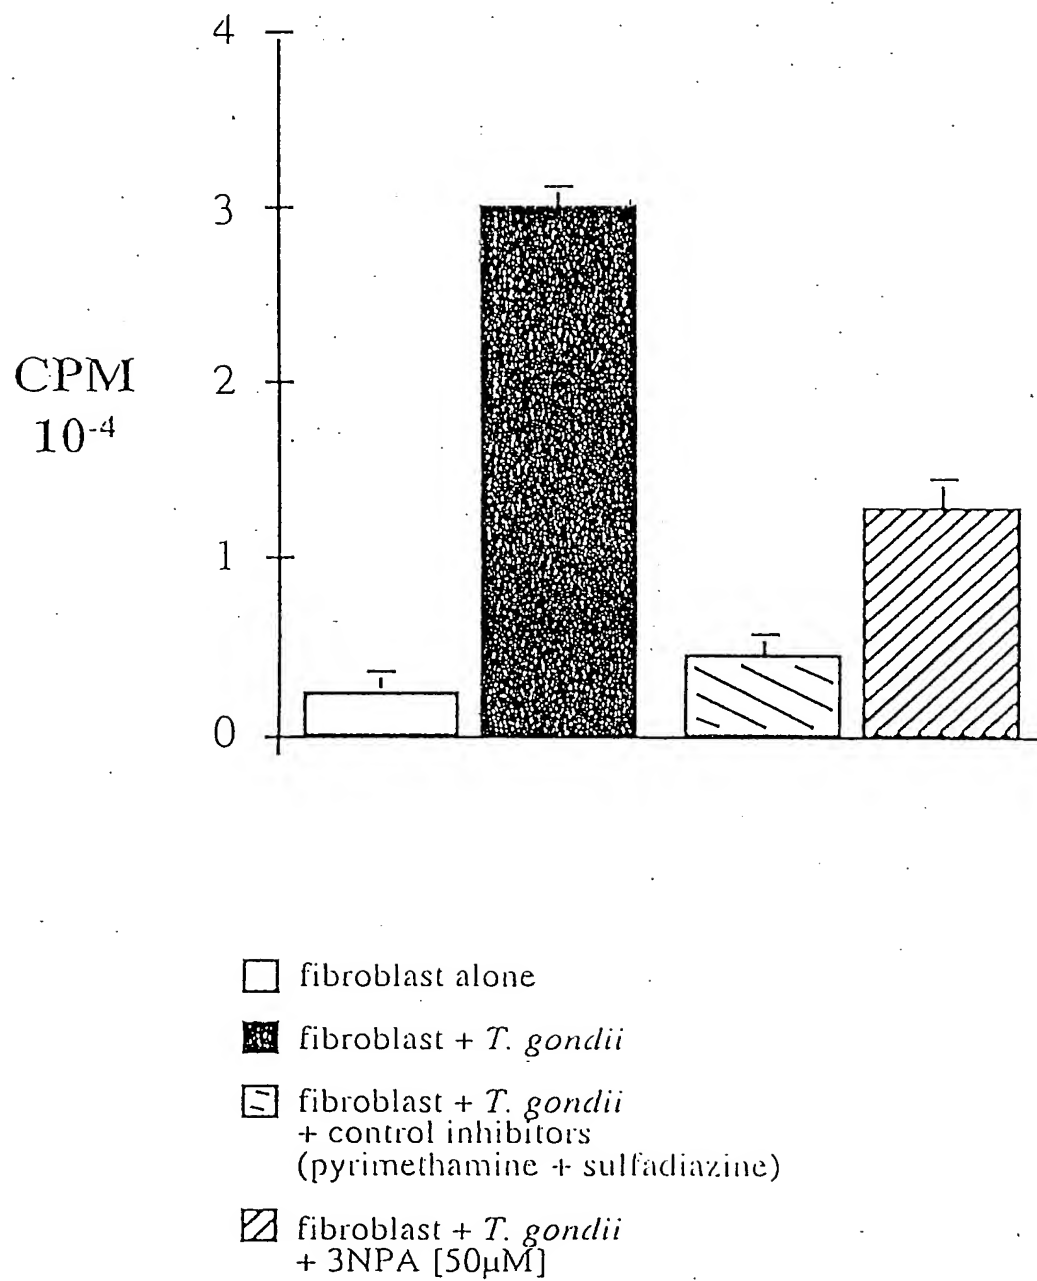 4
3
CPM
10-4
2
1
0
fibroblast alone
fibroblast + T. gondii
fibroblast + T. gondii
+ control inhibitors
(pyrimethamine + sulfadiazine)
fibroblast + T. gondii
+ 3NPA [50μM]